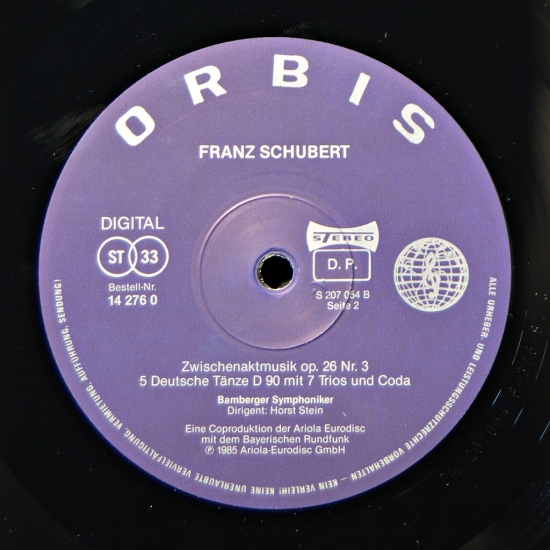 ORBIS
FRANZ SCHUBERT
DIGITAL
ST 33
Bestell-Nr.
14 276 0
STEREO
D. P.
S 207 054 B
Seite 2
Zwischenaktmusik op. 26 Nr. 3
5 Deutsche Tänze D 90 mit 7 Trios und Coda
Bamberger Symphoniker
Dirigent: Horst Stein
Eine Coproduktion der Ariola Eurodisc
mit dem Bayerischen Rundfunk
℗ 1985 Ariola-Eurodisc GmbH
ALLE URHEBER- UND LEISTUNGSSCHUTZRECHTE VORBEHALTEN – KEIN VERLEIH! KEINE UNERLAUBTE VERVIELFÄLTIGUNG, VERMIETUNG, AUFFÜHRUNG, SENDUNG!